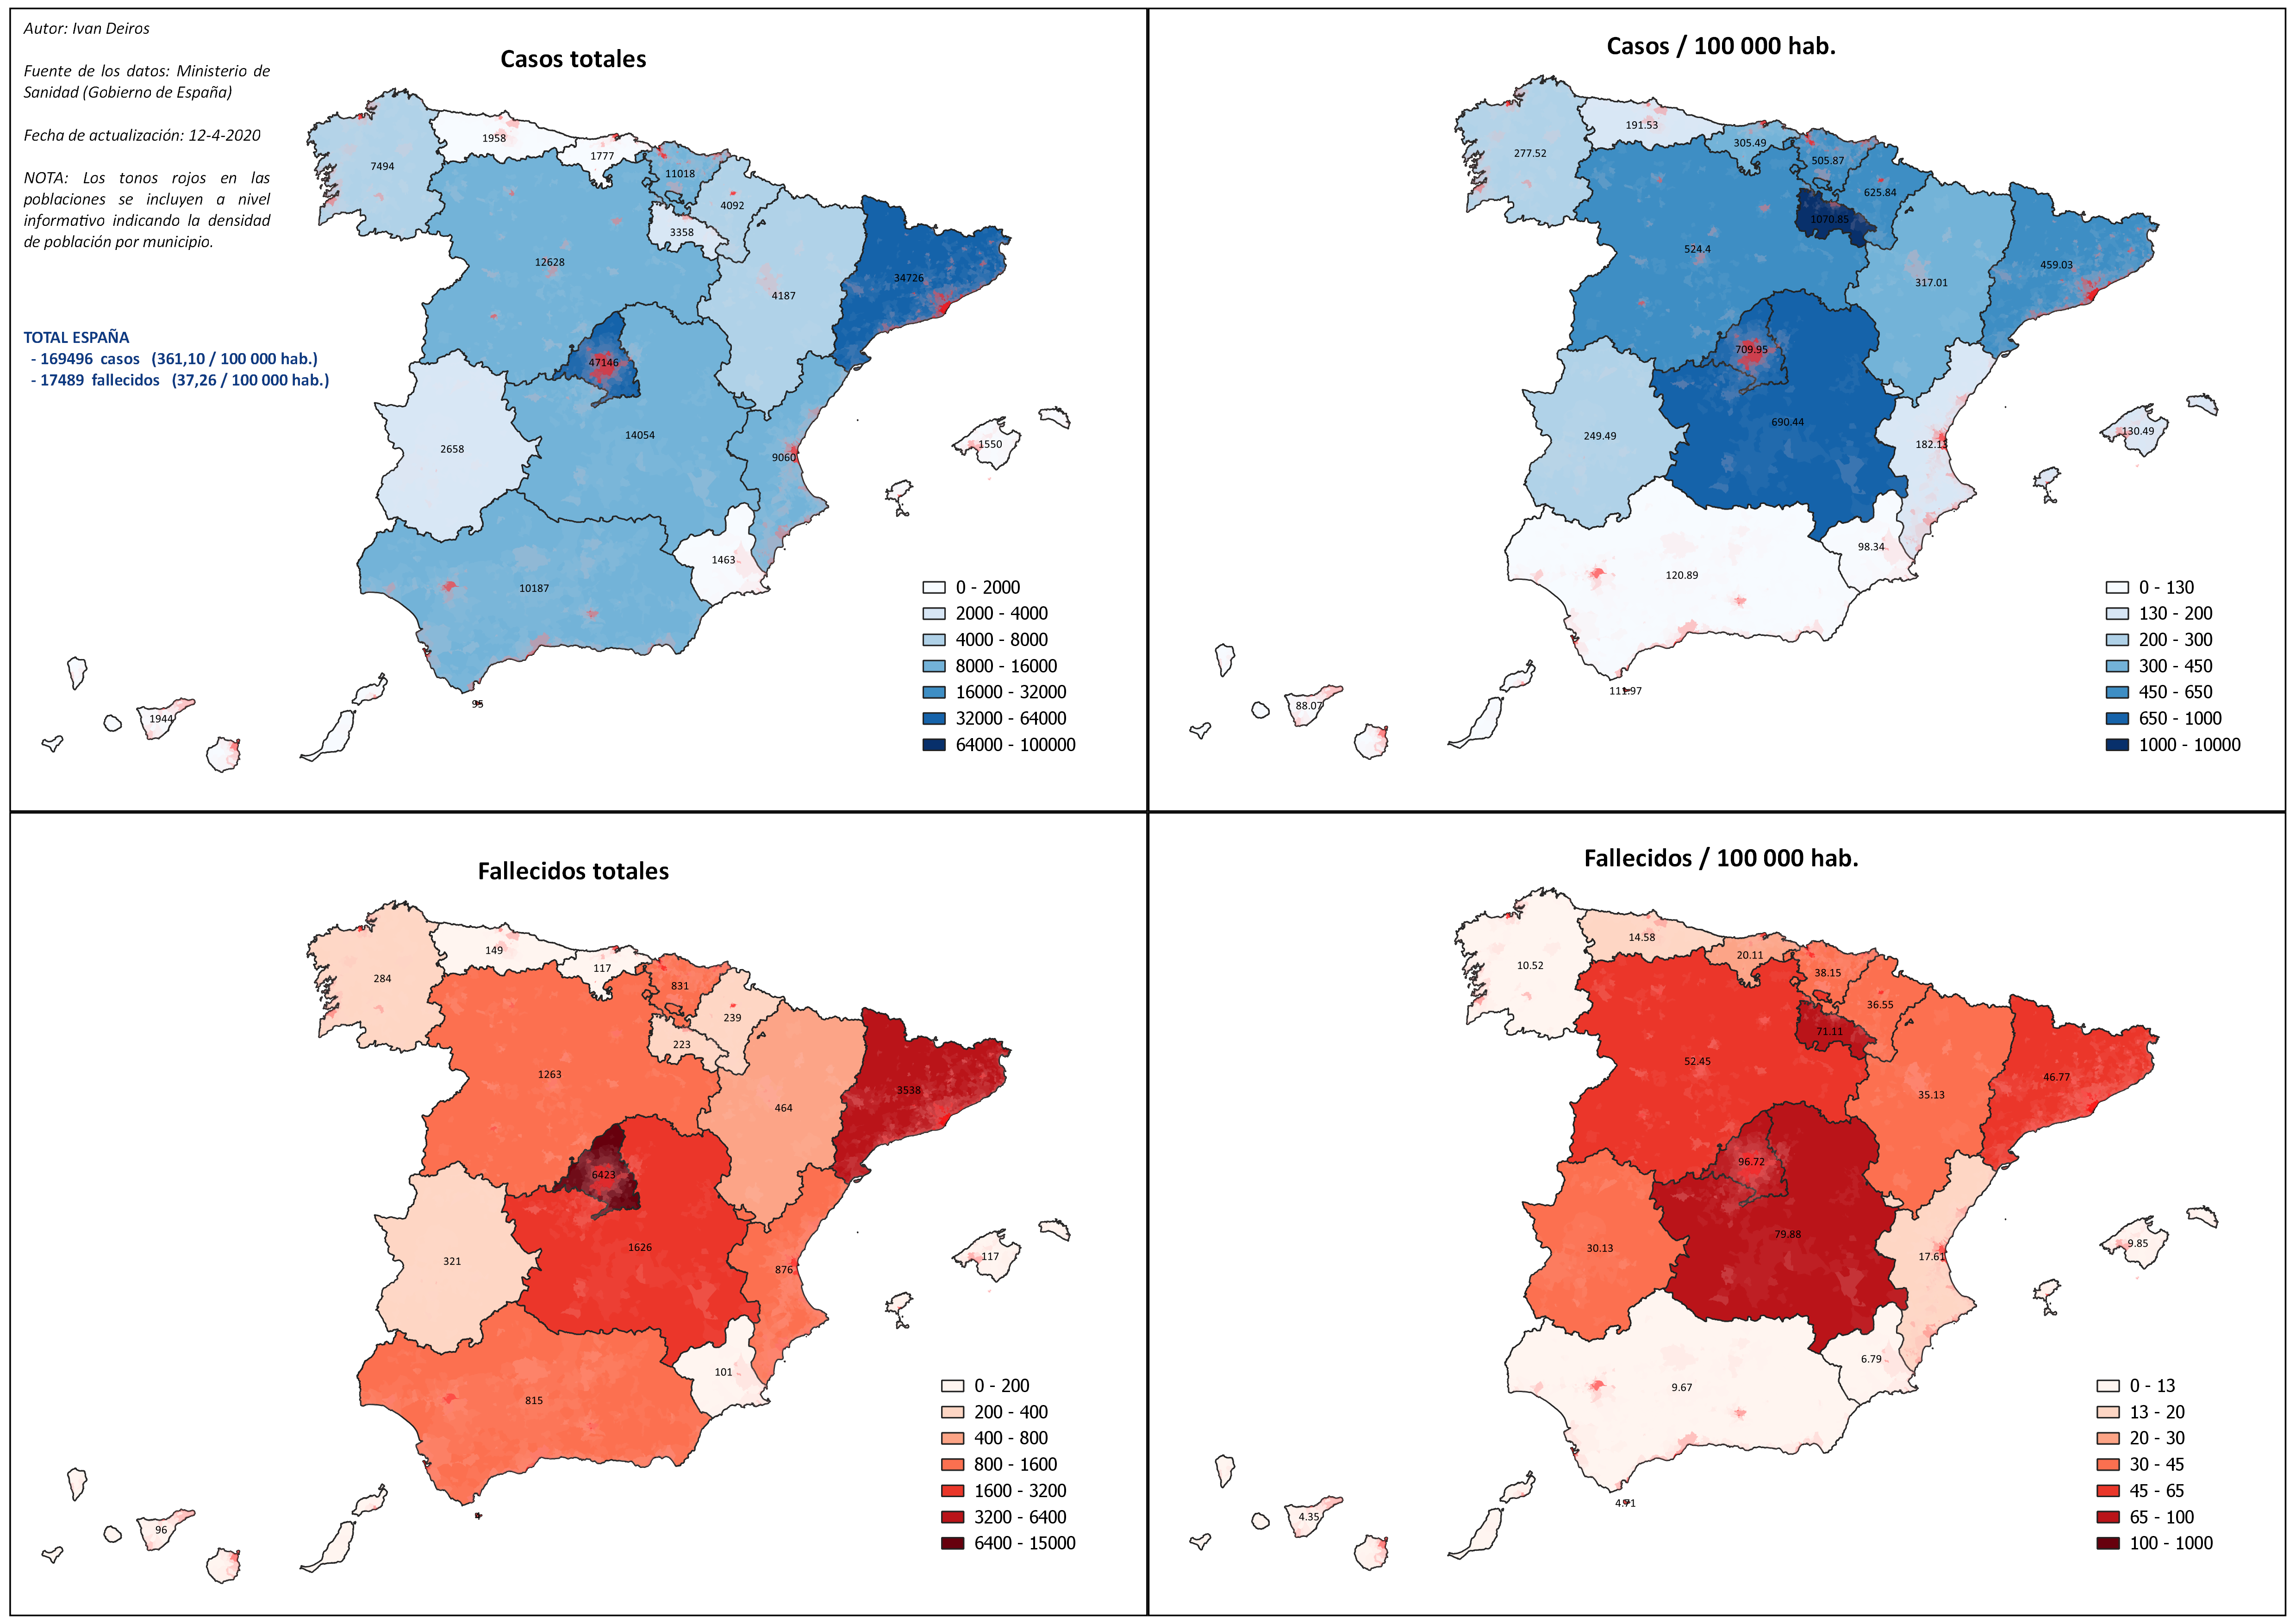 Autor: Ivan Deiros
Fuente de los datos: Ministerio de
Sanidad (Gobierno de España)
Fecha de actualización: 12-4-2020
NOTA: Los tonos rojos en las
poblaciones se incluyen a nivel
informativo indicando la densidad
de población por municipio.
TOTAL ESPAÑA
- 169496 casos (361,10 / 100 000 hab.)
- 17489 fallecidos (37,26 / 100 000 hab.)
Casos totales
1958
1777
7494
11018
4092
3358
12628
34726
4187
47146
14054
1550
2658
9060
1463
10187
95
1944
0 - 2000
2000 - 4000
4000 - 8000
8000 - 16000
16000 - 32000
32000 - 64000
64000 - 100000
Casos / 100 000 hab.
191.53
305.49
277.52
505.87
625.84
1070.85
524.4
459.03
317.01
709.95
690.44
130.49
249.49
182.13
98.34
120.89
111.97
88.07
0 - 130
130 - 200
200 - 300
300 - 450
450 - 650
650 - 1000
1000 - 10000
Fallecidos totales
149
117
284
831
239
223
1263
3538
464
6423
1626
117
321
876
101
815
96
0 - 200
200 - 400
400 - 800
800 - 1600
1600 - 3200
3200 - 6400
6400 - 15000
Fallecidos / 100 000 hab.
14.58
20.11
10.52
38.15
36.55
71.11
52.45
46.77
35.13
96.72
79.88
9.85
30.13
17.61
6.79
9.67
4.71
4.35
0 - 13
13 - 20
20 - 30
30 - 45
45 - 65
65 - 100
100 - 1000